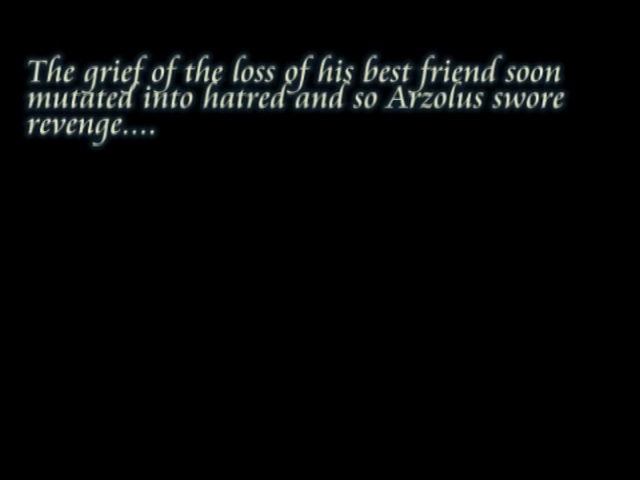 The grief of the loss of his best friend soon
mutated into hatred and so Arzolus swore
revenge....